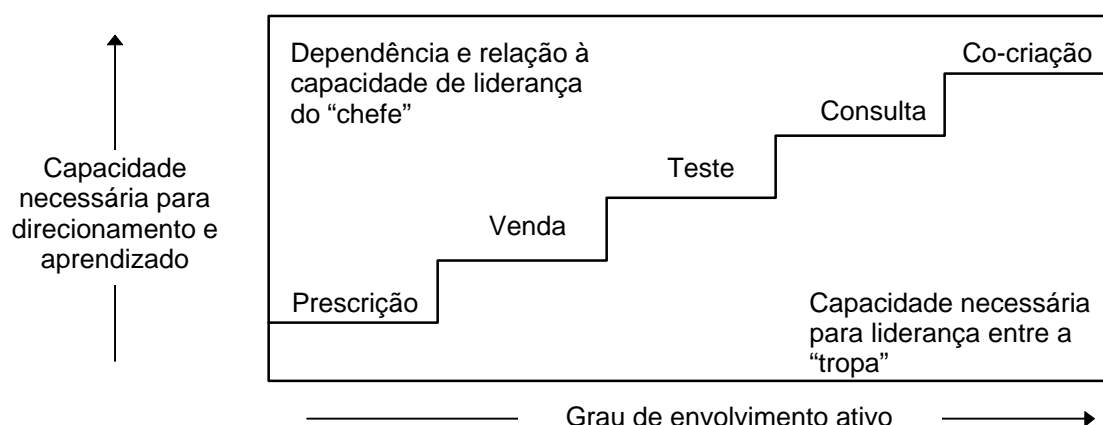 Dependência e relação à
capacidade de liderança
do “chefe”
Co-criação
Consulta
Teste
Venda
Prescrição
Capacidade
necessária para
direcionamento e
aprendizado
Capacidade necessária
para liderança entre a
“tropa”
Grau de envolvimento ativo